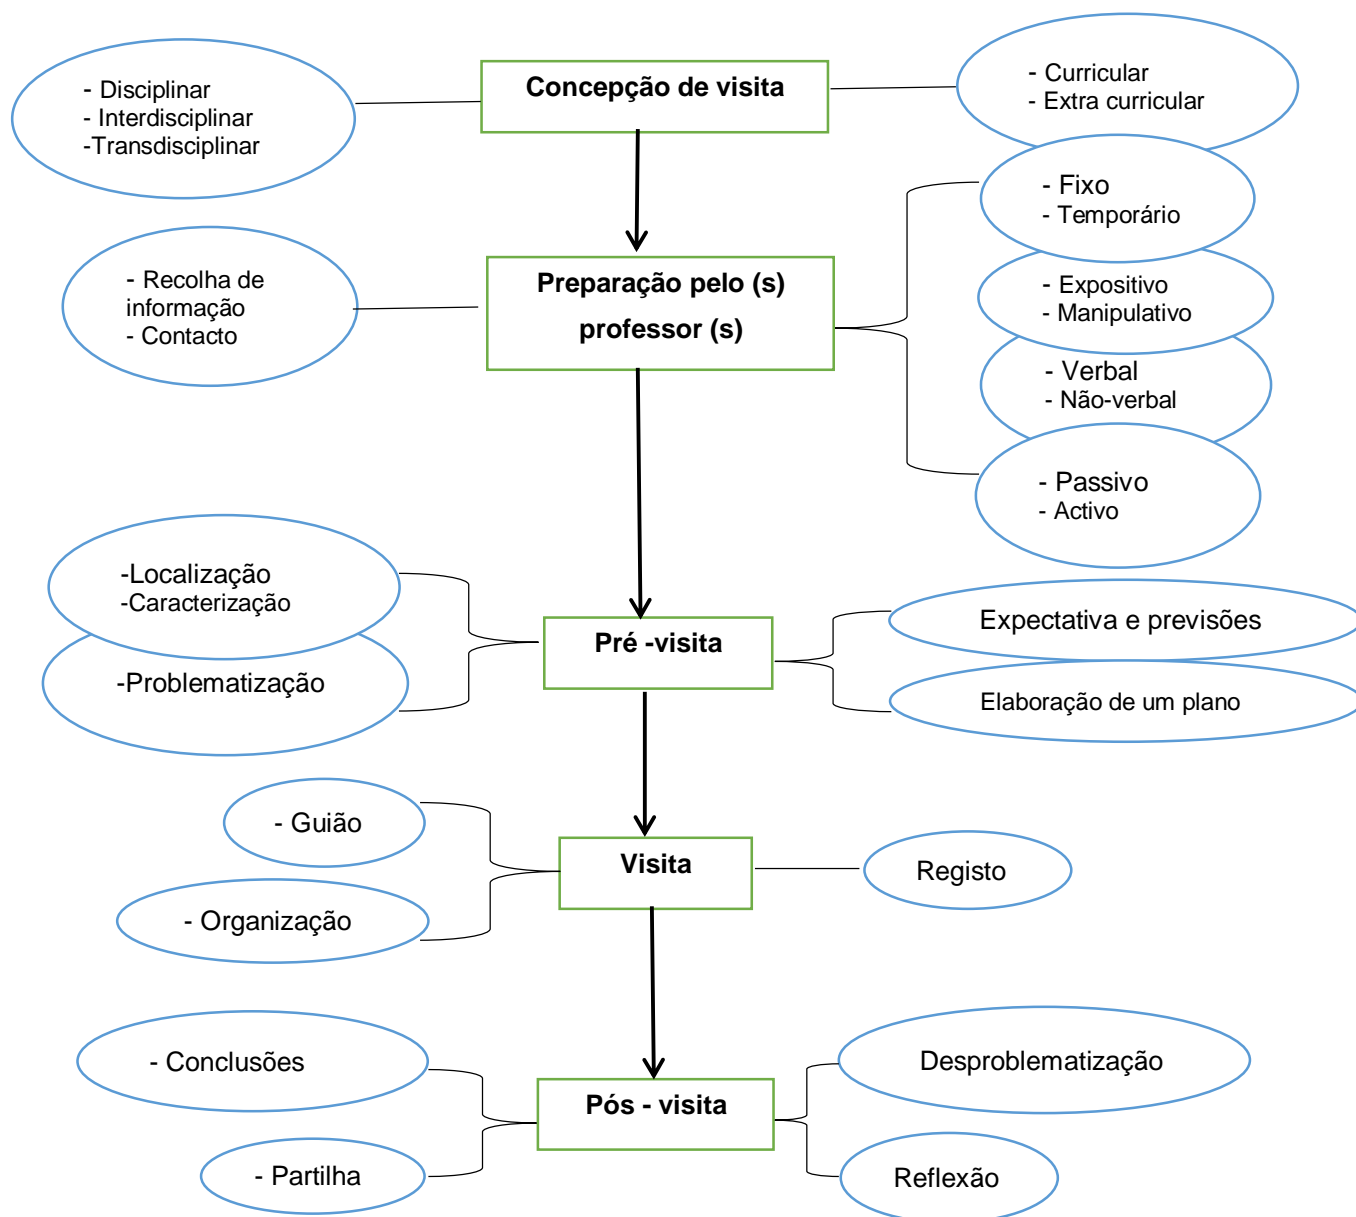 - Disciplinar
- Interdisciplinar
-Transdisciplinar
Concepção de visita
- Curricular
- Extra curricular
- Recolha de
informação
- Contacto
Preparação pelo (s)
professor (s)
- Fixo
- Temporário
- Expositivo
- Manipulativo
- Verbal
- Não-verbal
- Passivo
- Activo
-Localização
-Caracterização
-Problematização
Pré -visita
Expectativa e previsões
Elaboração de um plano
- Guião
- Organização
Visita
Registo
- Conclusões
- Partilha
Pós - visita
Desproblematização
Reflexão